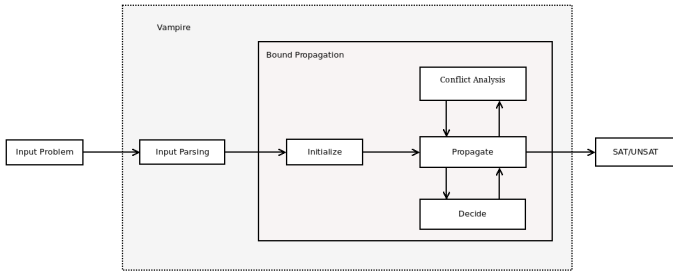 Vampire
Bound Propagation
Conflict Analysis
Input Problem
Input Parsing
Initialize
Propagate
SAT/UNSAT
Decide